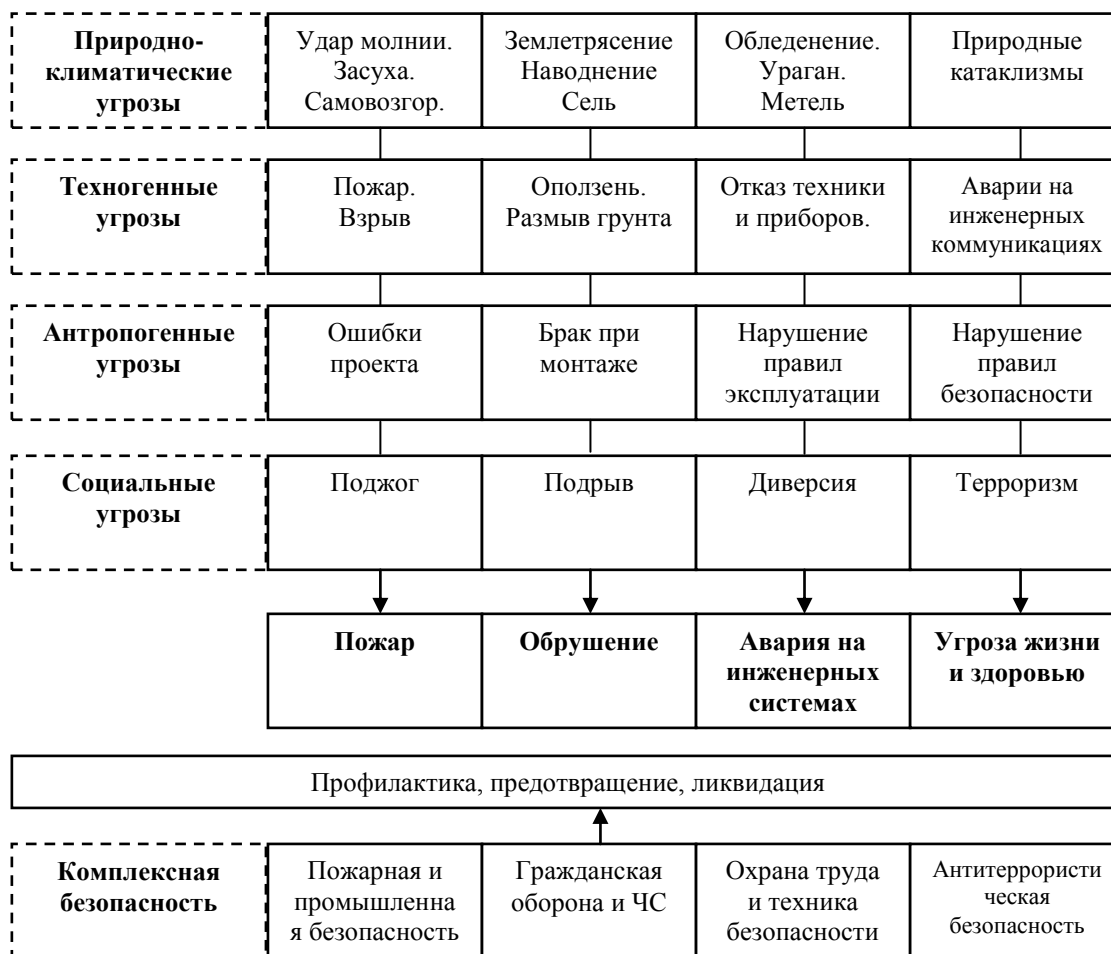 Природно-
климатические
угрозы
Удар молнии.
Засуха.
Самовозгор.
Землетрясение
Наводнение
Сель
Обледенение.
Ураган.
Метель
Природные
катаклизмы
Техногенные
угрозы
Пожар.
Взрыв
Оползень.
Размыв грунта
Отказ техники
и приборов.
Аварии на
инженерных
коммуникациях
Антропогенные
угрозы
Ошибки
проекта
Брак при
монтаже
Нарушение
правил
эксплуатации
Нарушение
правил
безопасности
Социальные
угрозы
Поджог
Подрыв
Диверсия
Терроризм
Пожар
Обрушение
Авария на
инженерных
системах
Угроза жизни
и здоровью
Профилактика, предотвращение, ликвидация
Комплексная
безопасность
Пожарная и
промышленна
я безопасность
Гражданская
оборона и ЧС
Охрана труда
и техника
безопасности
Антитеррористи
ческая
безопасность